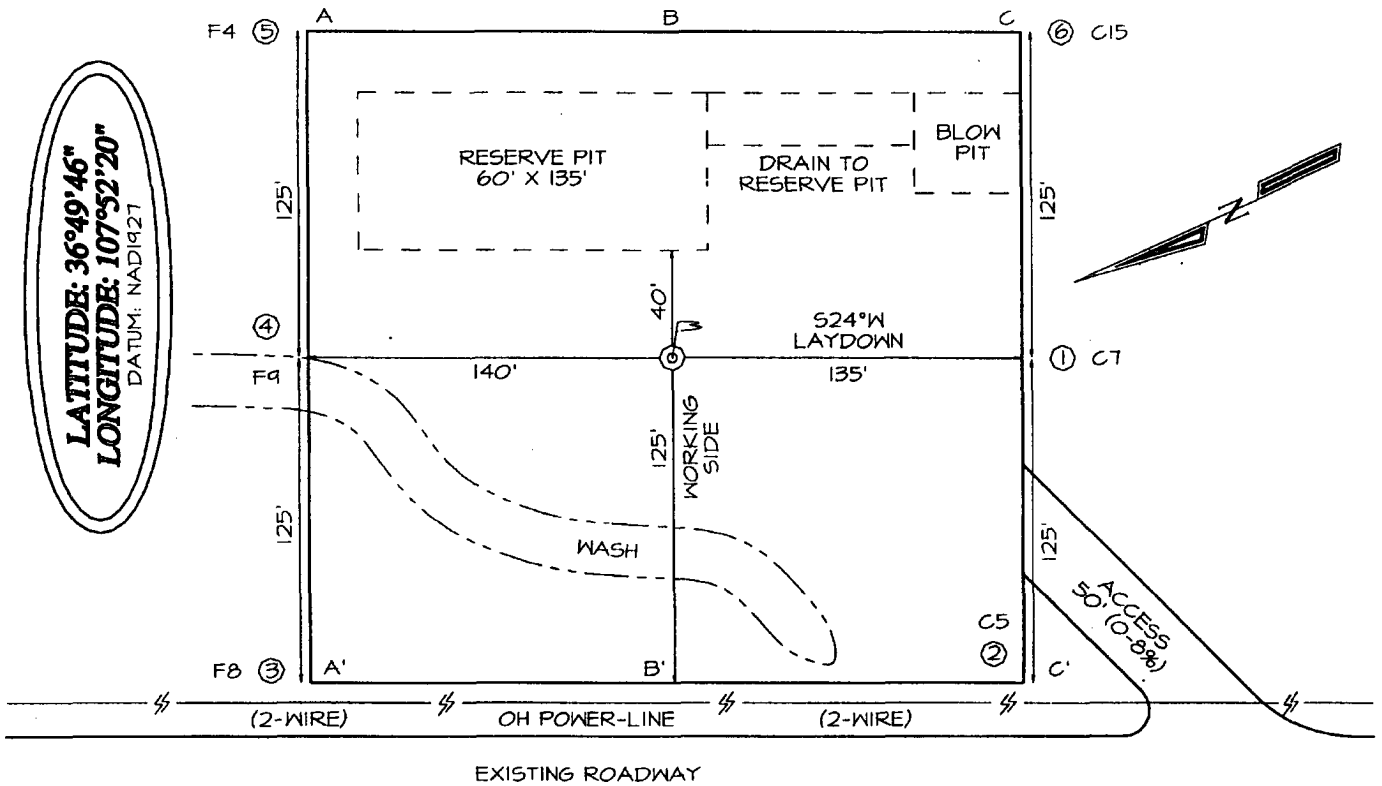 A B C
F4 ⑤
⑥ C15
LATITUDE: 36°49'46"
LONGITUDE: 107°52'20"
DATUM: NAD1927
RESERVE PIT
60' X 135'
DRAIN TO
RESERVE PIT
BLOW
PIT
125'
125'
N
40'
④
F9
S24°W
LAYDOWN
140'
135'
① C7
125'
WORKING
SIDE
125'
125'
WASH
ACCESS
50' (0-8%)
C5
②
F8 ③
A' B' C'
(2-WIRE) OH POWER-LINE (2-WIRE)
EXISTING ROADWAY